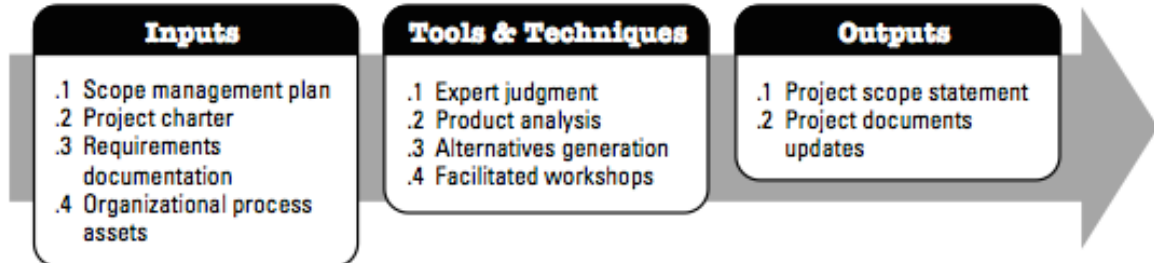 Inputs
.1 Scope management plan
.2 Project charter
.3 Requirements
documentation
.4 Organizational process
assets
Tools & Techniques
.1 Expert judgment
.2 Product analysis
.3 Alternatives generation
.4 Facilitated workshops
Outputs
.1 Project scope statement
.2 Project documents
updates